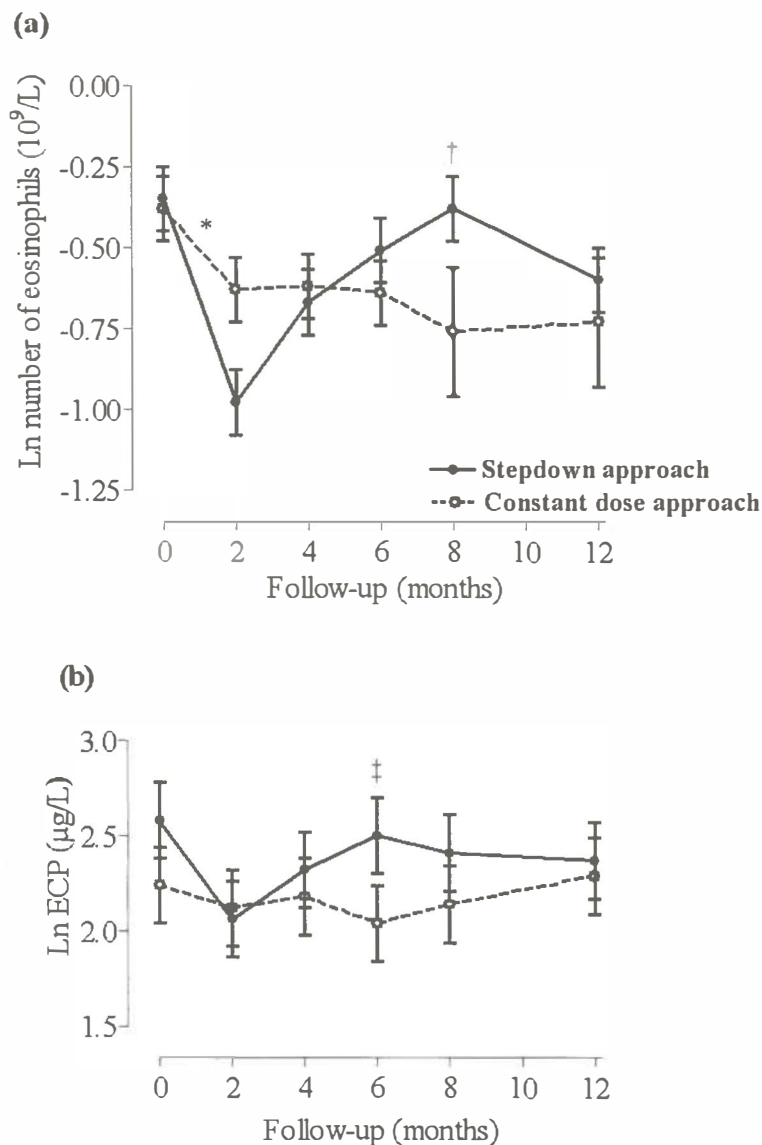 (a)
Ln number of eosinophils (10⁹/L)
0.00
-0.25
-0.50
-0.75
-1.00
-1.25
*
†
Stepdown approach
Constant dose approach
0 2 4 6 8 10 12
Follow-up (months)
(b)
Ln ECP (µg/L)
3.0
2.5
2.0
1.5
‡
0 2 4 6 8 10 12
Follow-up (months)